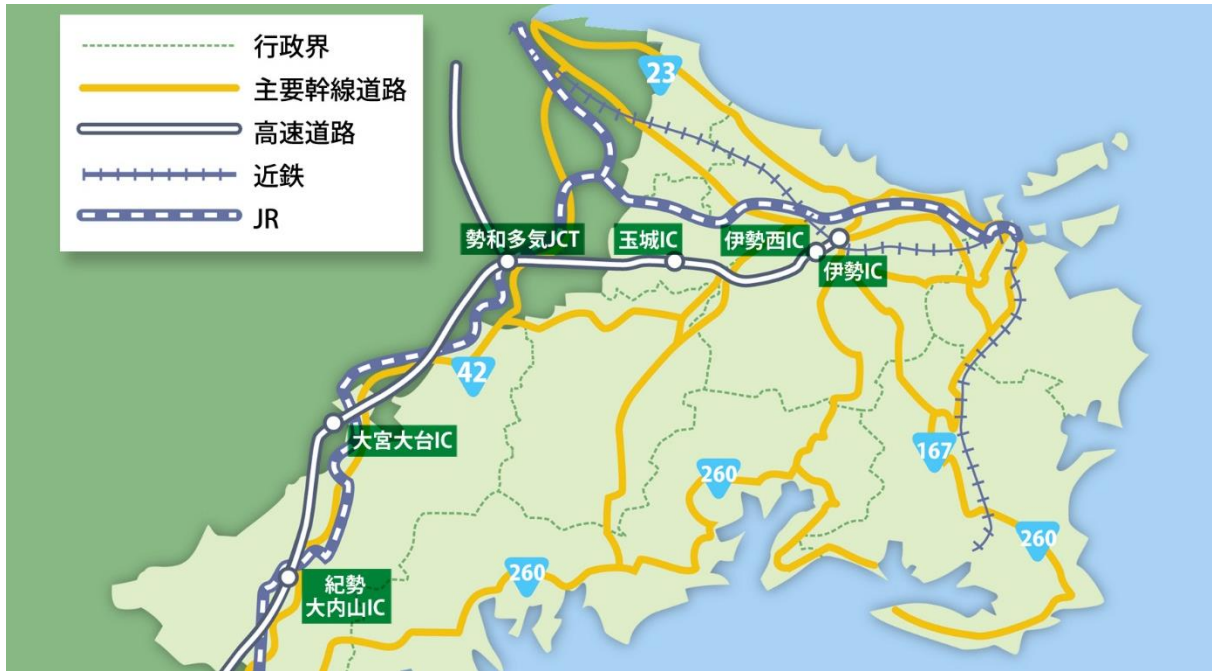 行政界
主要幹線道路
高速道路
近鉄
JR
23
勢和多気JCT
玉城IC
伊勢西IC
伊勢IC
42
大宮大台IC
260
167
260
260
紀勢
大内山IC